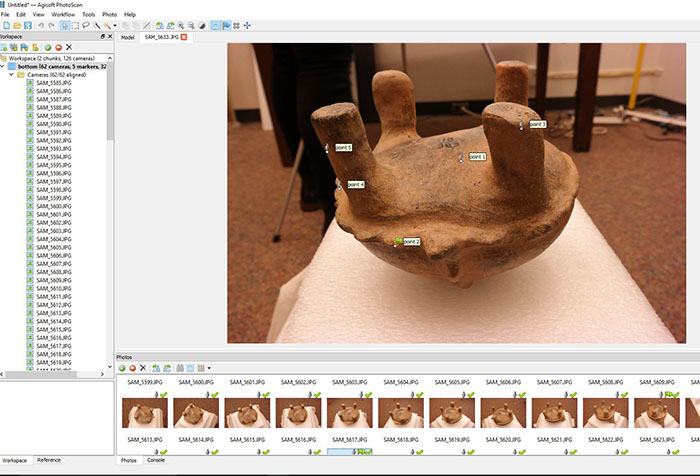 Untitled* — Agisoft PhotoScan
File Edit View Workflow Tools Photo Help
Workspace
Workspace (2 chunks, 126 cameras)
bottom (62 cameras, 5 markers, 32
Cameras (62/62 aligned)
SAM_5585.JPG
SAM_5586.JPG
SAM_5587.JPG
SAM_5588.JPG
SAM_5589.JPG
SAM_5590.JPG
SAM_5591.JPG
SAM_5592.JPG
SAM_5593.JPG
SAM_5594.JPG
SAM_5595.JPG
SAM_5596.JPG
SAM_5597.JPG
SAM_5598.JPG
SAM_5599.JPG
SAM_5600.JPG
SAM_5601.JPG
SAM_5602.JPG
SAM_5603.JPG
SAM_5604.JPG
SAM_5605.JPG
SAM_5606.JPG
SAM_5607.JPG
SAM_5608.JPG
SAM_5609.JPG
SAM_5610.JPG
SAM_5611.JPG
SAM_5612.JPG
SAM_5613.JPG
SAM_5614.JPG
SAM_5615.JPG
SAM_5616.JPG
SAM_5617.JPG
SAM_5618.JPG
SAM_5619.JPG
Workspace Reference
Model SAM_5633.JPG
point 3
point 5
point 1
point 4
point 2
Photos
SAM_5599.JPG SAM_5600.JPG SAM_5601.JPG SAM_5602.JPG SAM_5603.JPG SAM_5604.JPG SAM_5605.JPG SAM_5606.JPG SAM_5607.JPG SAM_5608.JPG SAM_5609.JPG
SAM_5613.JPG SAM_5614.JPG SAM_5615.JPG SAM_5616.JPG SAM_5617.JPG SAM_5618.JPG SAM_5619.JPG SAM_5620.JPG SAM_5621.JPG SAM_5622.JPG SAM_5623.JPG
Photos Console